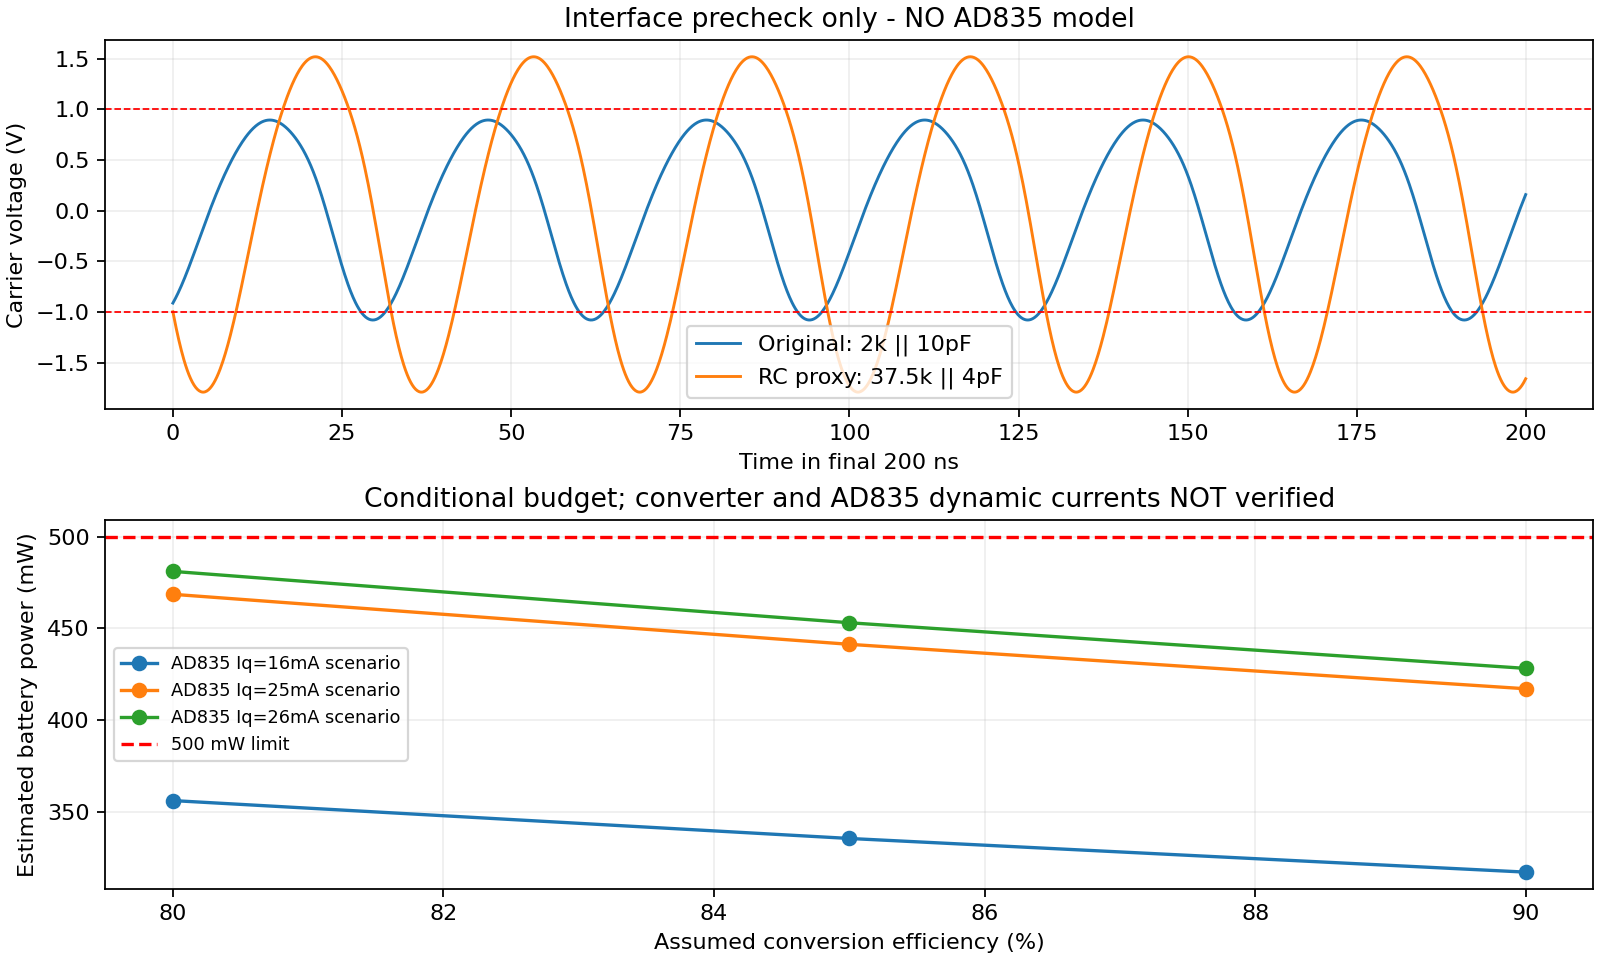 Interface precheck only - NO AD835 model
Carrier voltage (V)
1.5
1.0
0.5
0.0
−0.5
−1.0
−1.5
Original: 2k || 10pF
RC proxy: 37.5k || 4pF
0 25 50 75 100 125 150 175 200
Time in final 200 ns
Conditional budget; converter and AD835 dynamic currents NOT verified
Estimated battery power (mW)
500
450
400
350
AD835 Iq=16mA scenario
AD835 Iq=25mA scenario
AD835 Iq=26mA scenario
500 mW limit
80 82 84 86 88 90
Assumed conversion efficiency (%)